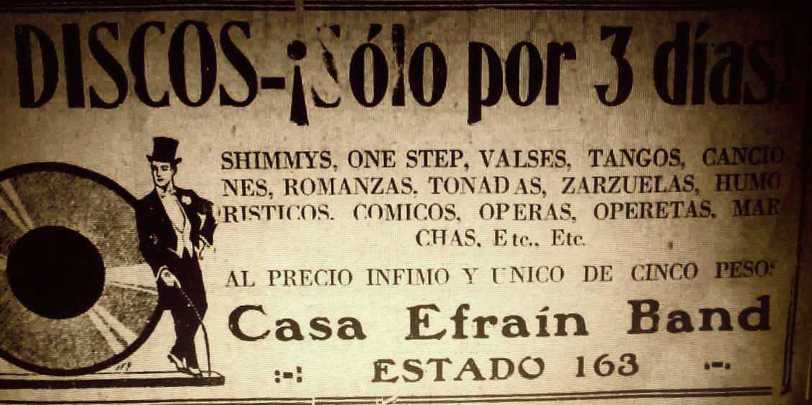 DISCOS-¡Sólo por 3 días!
SHIMMYS, ONE STEP, VALSES, TANGOS, CANCIO
NES, ROMANZAS, TONADAS, ZARZUELAS, HUMO
RISTICOS, COMICOS, OPERAS, OPERETAS, MAR
CHAS, Etc., Etc.
AL PRECIO INFIMO Y UNICO DE CINCO PESOS
Casa Efraín Band
:-: ESTADO 163 .-.